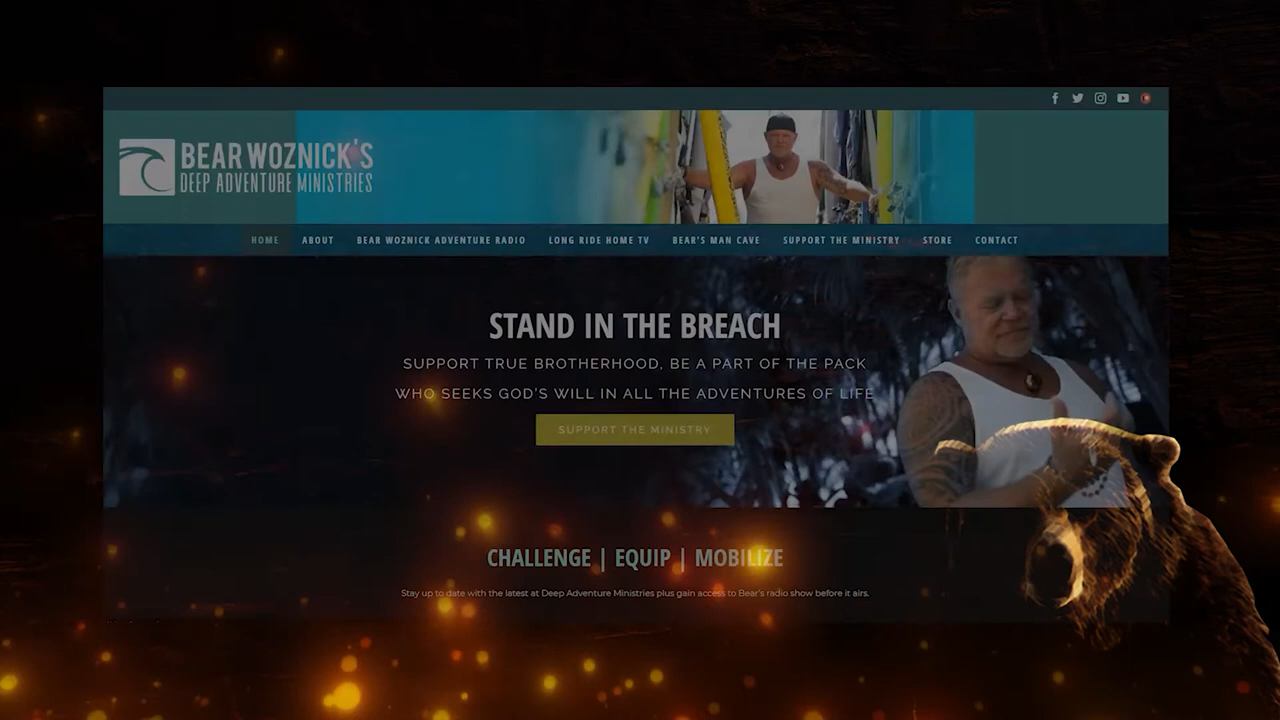 BEAR WOZNICK'S
DEEP ADVENTURE MINISTRIES
HOME ABOUT BEAR WOZNICK ADVENTURE RADIO LONG RIDE HOME TV BEAR'S MAN CAVE SUPPORT THE MINISTRY STORE CONTACT
STAND IN THE BREACH
SUPPORT TRUE BROTHERHOOD, BE A PART OF THE PACK
WHO SEEKS GOD'S WILL IN ALL THE ADVENTURES OF LIFE
SUPPORT THE MINISTRY
CHALLENGE | EQUIP | MOBILIZE
Stay up to date with the latest at Deep Adventure Ministries plus gain access to Bear's radio show before it airs.